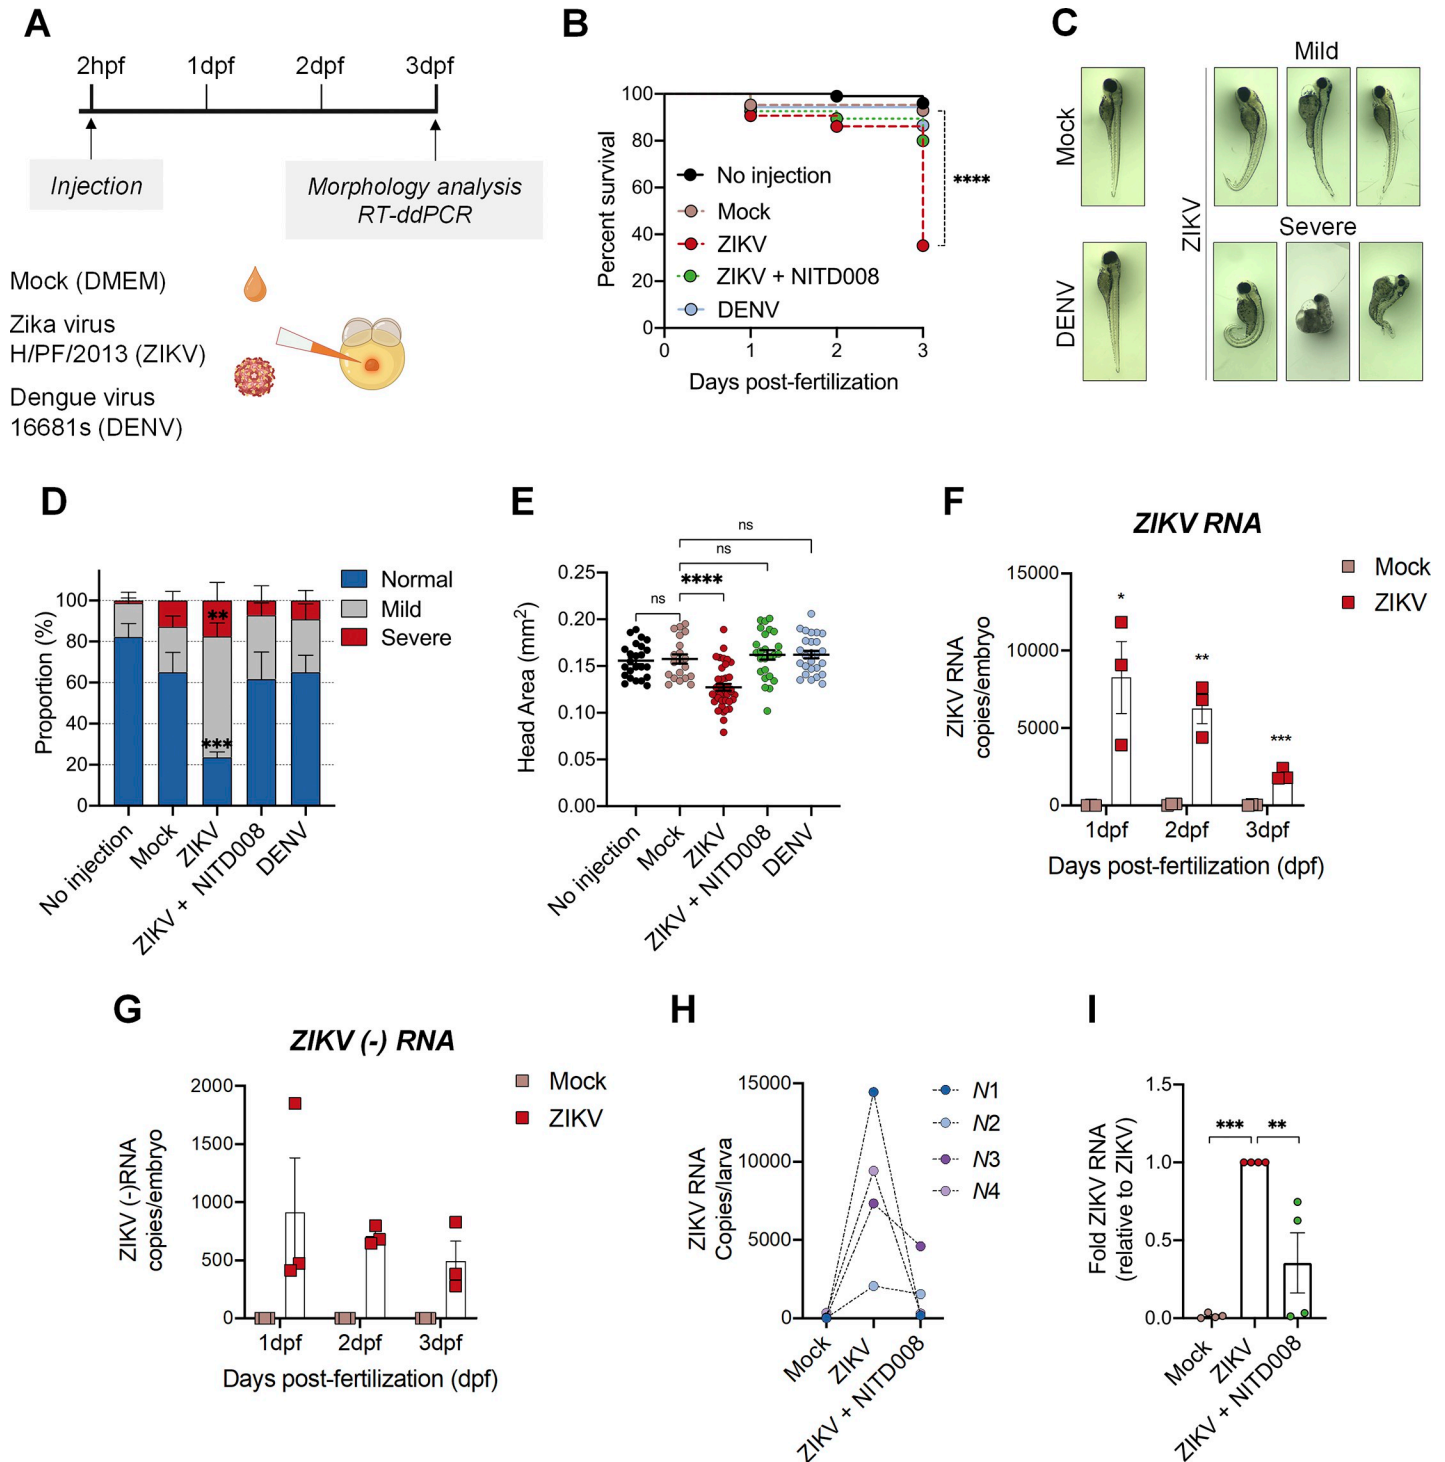 A
2hpf 1dpf 2dpf 3dpf
Injection
Morphology analysis
RT-ddPCR
Mock (DMEM)
Zika virus
H/PF/2013 (ZIKV)
Dengue virus
16681s (DENV)
B
Percent survival
100
80
60
40
20
0
0 1 2 3
Days post-fertilization
No injection
Mock
ZIKV
ZIKV + NITD008
DENV
****
C
Mock
DENV
ZIKV
Mild
Severe
D
Proportion (%)
100
80
60
40
20
0
**
***
Normal
Mild
Severe
No injection
Mock
ZIKV
ZIKV + NITD008
DENV
E
Head Area (mm²)
0.25
0.20
0.15
0.10
0.05
0.00
ns
ns
****
ns
No injection
Mock
ZIKV
ZIKV + NITD008
DENV
F
ZIKV RNA
ZIKV RNA
copies/embryo
15000
10000
5000
0
*
**
***
Mock
ZIKV
1dpf 2dpf 3dpf
Days post-fertilization (dpf)
G
ZIKV (-) RNA
ZIKV (-)RNA
copies/embryo
2000
1500
1000
500
0
Mock
ZIKV
1dpf 2dpf 3dpf
Days post-fertilization (dpf)
H
ZIKV RNA
Copies/larva
15000
10000
5000
0
N1
N2
N3
N4
Mock
ZIKV
ZIKV + NITD008
I
Fold ZIKV RNA
(relative to ZIKV)
1.5
1.0
0.5
0.0
*** **
Mock
ZIKV
ZIKV + NITD008